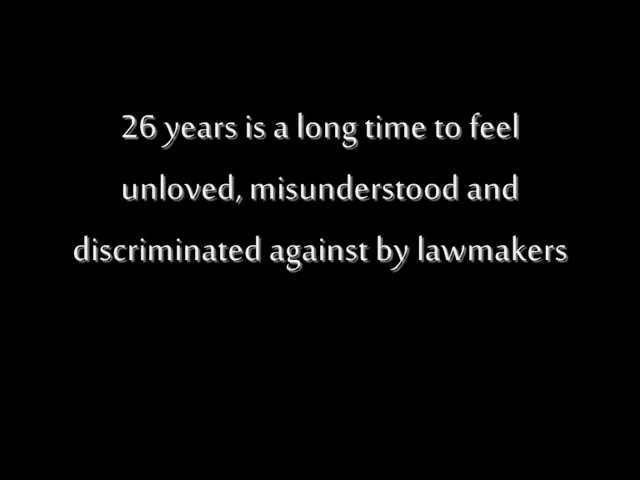 26 years is a long time to feel
unloved, misunderstood and
discriminated against by lawmakers